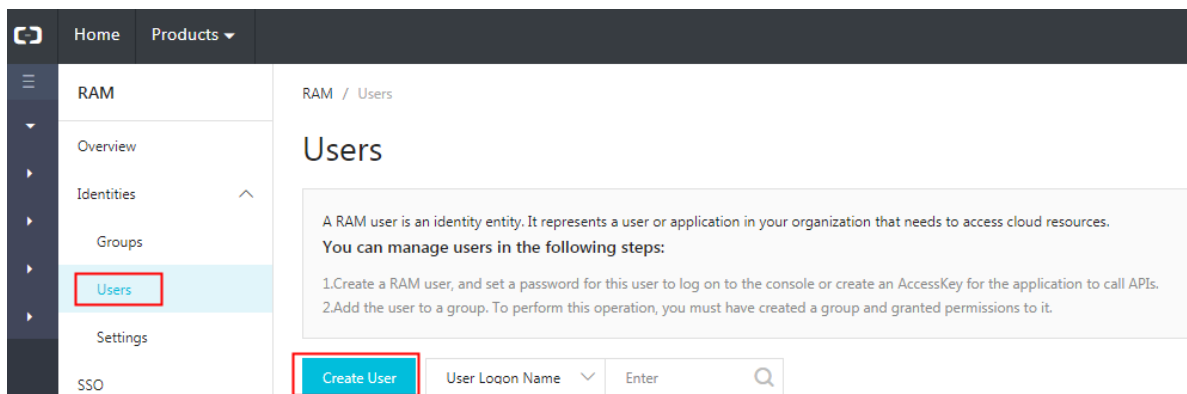 Home Products
RAM
RAM / Users
Overview
Users
Identities
Groups
Users
Settings
SSO
A RAM user is an identity entity. It represents a user or application in your organization that needs to access cloud resources.
You can manage users in the following steps:
1.Create a RAM user, and set a password for this user to log on to the console or create an AccessKey for the application to call APIs.
2.Add the user to a group. To perform this operation, you must have created a group and granted permissions to it.
Create User User Logon Name Enter